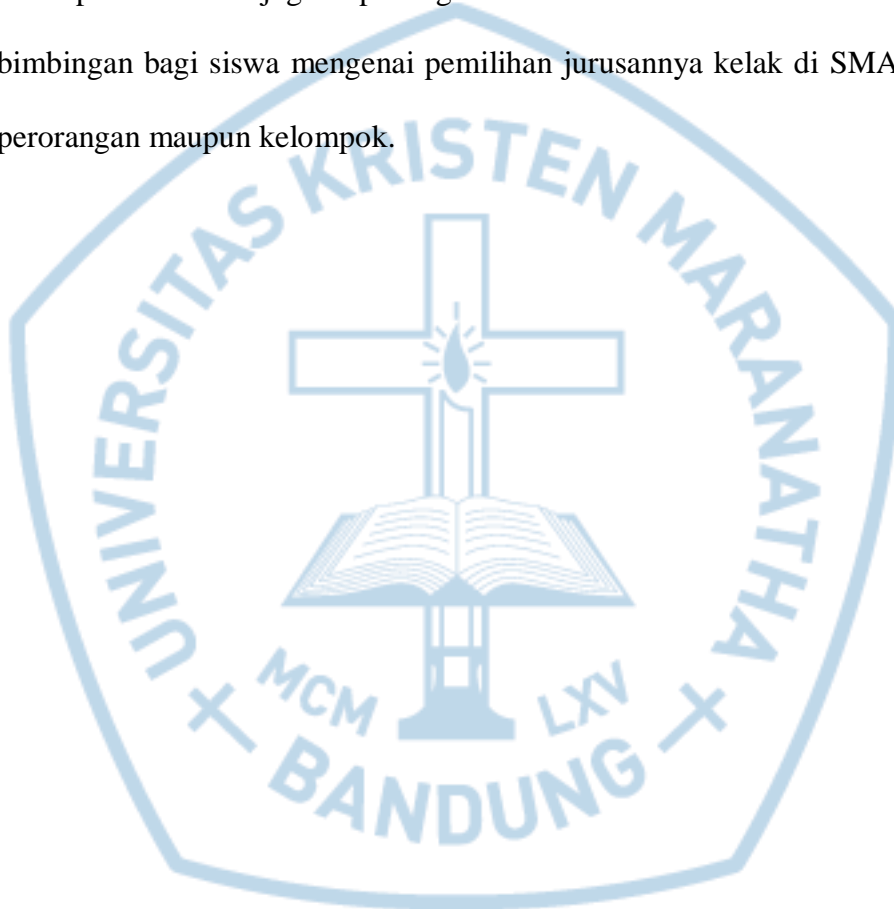 bimbingan bagi siswa mengenai pemilihan jurusannya kelak di SMA
perorangan maupun kelompok.
UNIVERSITAS KRISTEN MARANATHA
MCM LXV
BANDUNG